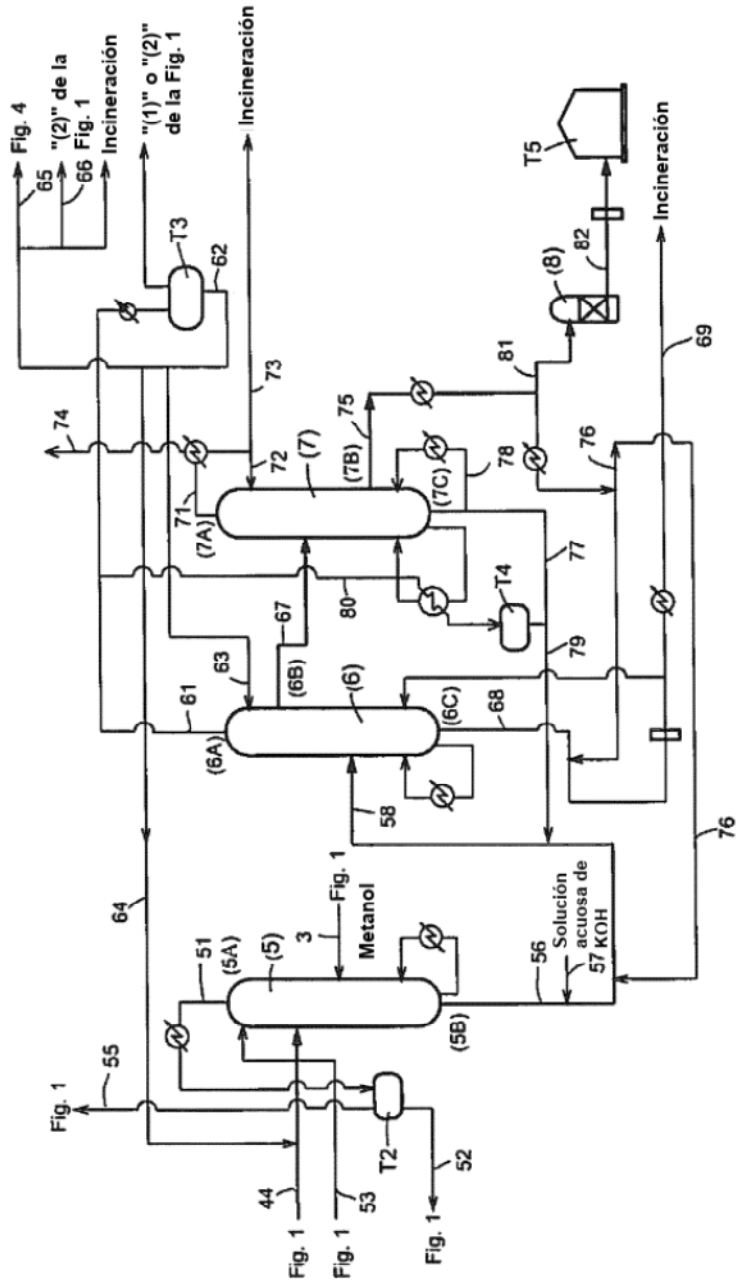 Fig. 4
65
"(2)" de la
Fig. 1
66
Incineración
"(1)" o "(2)"
de la Fig. 1
T3
62
Incineración
73
74
72
71
(7A)
(7)
75
(7B)
(7C)
78
81
(8)
82
T5
76
69
Incineración
77
T4
79
80
67
63
(6B)
61
(6A)
(6)
(6C)
68
58
64
51
(5A)
(5)
Fig. 1
3
Metanol
(5B)
56
57
Solución
acuosa de
KOH
76
55
Fig. 1
T2
52
Fig. 1
44
Fig. 1
53
Fig. 1